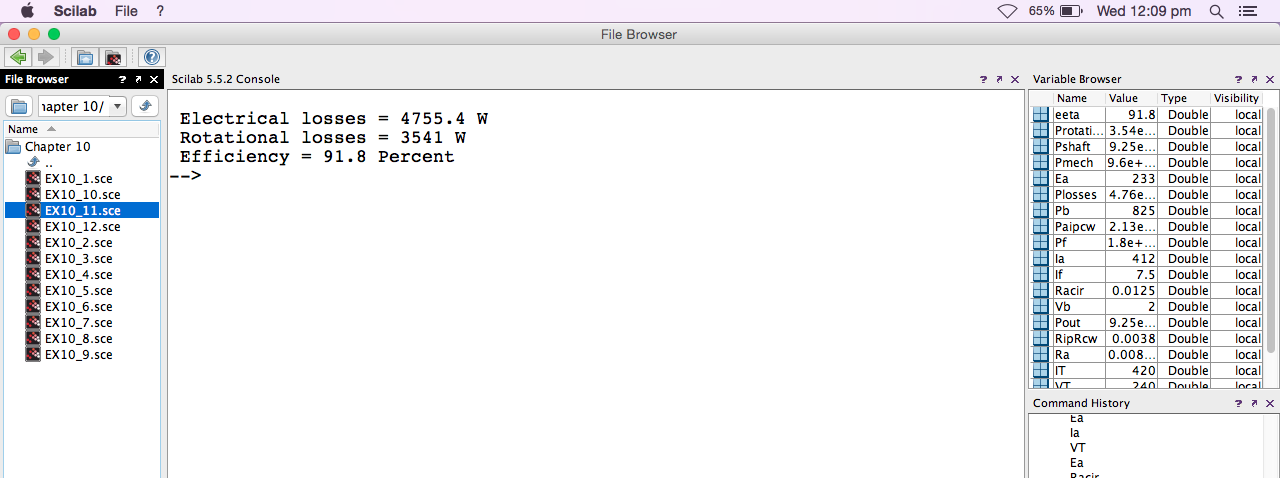 Scilab File ? 65% Wed 12:09 pm
File Browser
?
File Browser ? Scilab 5.5.2 Console ? Variable Browser ?
hapter 10/
Name
Chapter 10
..
EX10_1.sce
EX10_10.sce
EX10_11.sce
EX10_12.sce
EX10_2.sce
EX10_3.sce
EX10_4.sce
EX10_5.sce
EX10_6.sce
EX10_7.sce
EX10_8.sce
EX10_9.sce
Electrical losses = 4755.4 W
Rotational losses = 3541 W
Efficiency = 91.8 Percent
-->
Name Value Type Visibility
eeta 91.8 Double local
Protati... 3.54e... Double local
Pshaft 9.25e... Double local
Pmech 9.6e+... Double local
Ea 233 Double local
Plosses 4.76e... Double local
Pb 825 Double local
Paipcw 2.13e... Double local
Pf 1.8e+... Double local
Ia 412 Double local
If 7.5 Double local
Racir 0.0125 Double local
Vb 2 Double local
Pout 9.25e... Double local
RipRcw 0.0038 Double local
Ra 0.008... Double local
IT 420 Double local
VT 240 Double local
Command History ?
Ea
Ia
VT
Ea
Racir